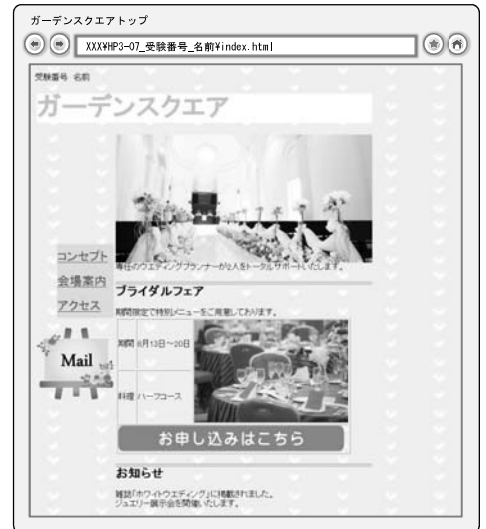 ガーデンスクエアトップ
XXX¥HP3-07_受験番号_名前¥index.html
受験番号 名前
ガーデンスクエア
専任のウエディングプランナーがお2人をトータルサポートいたします。
コンセプト
会場案内
アクセス
Mail
ブライダルフェア
期間限定で特別メニューをご用意しております。
期間 8月13日～20日
料理 ハーフコース
お申し込みはこちら
お知らせ
雑誌「ホワイトウエディング」に掲載されました。
ジュエリー展示会を開催いたします。